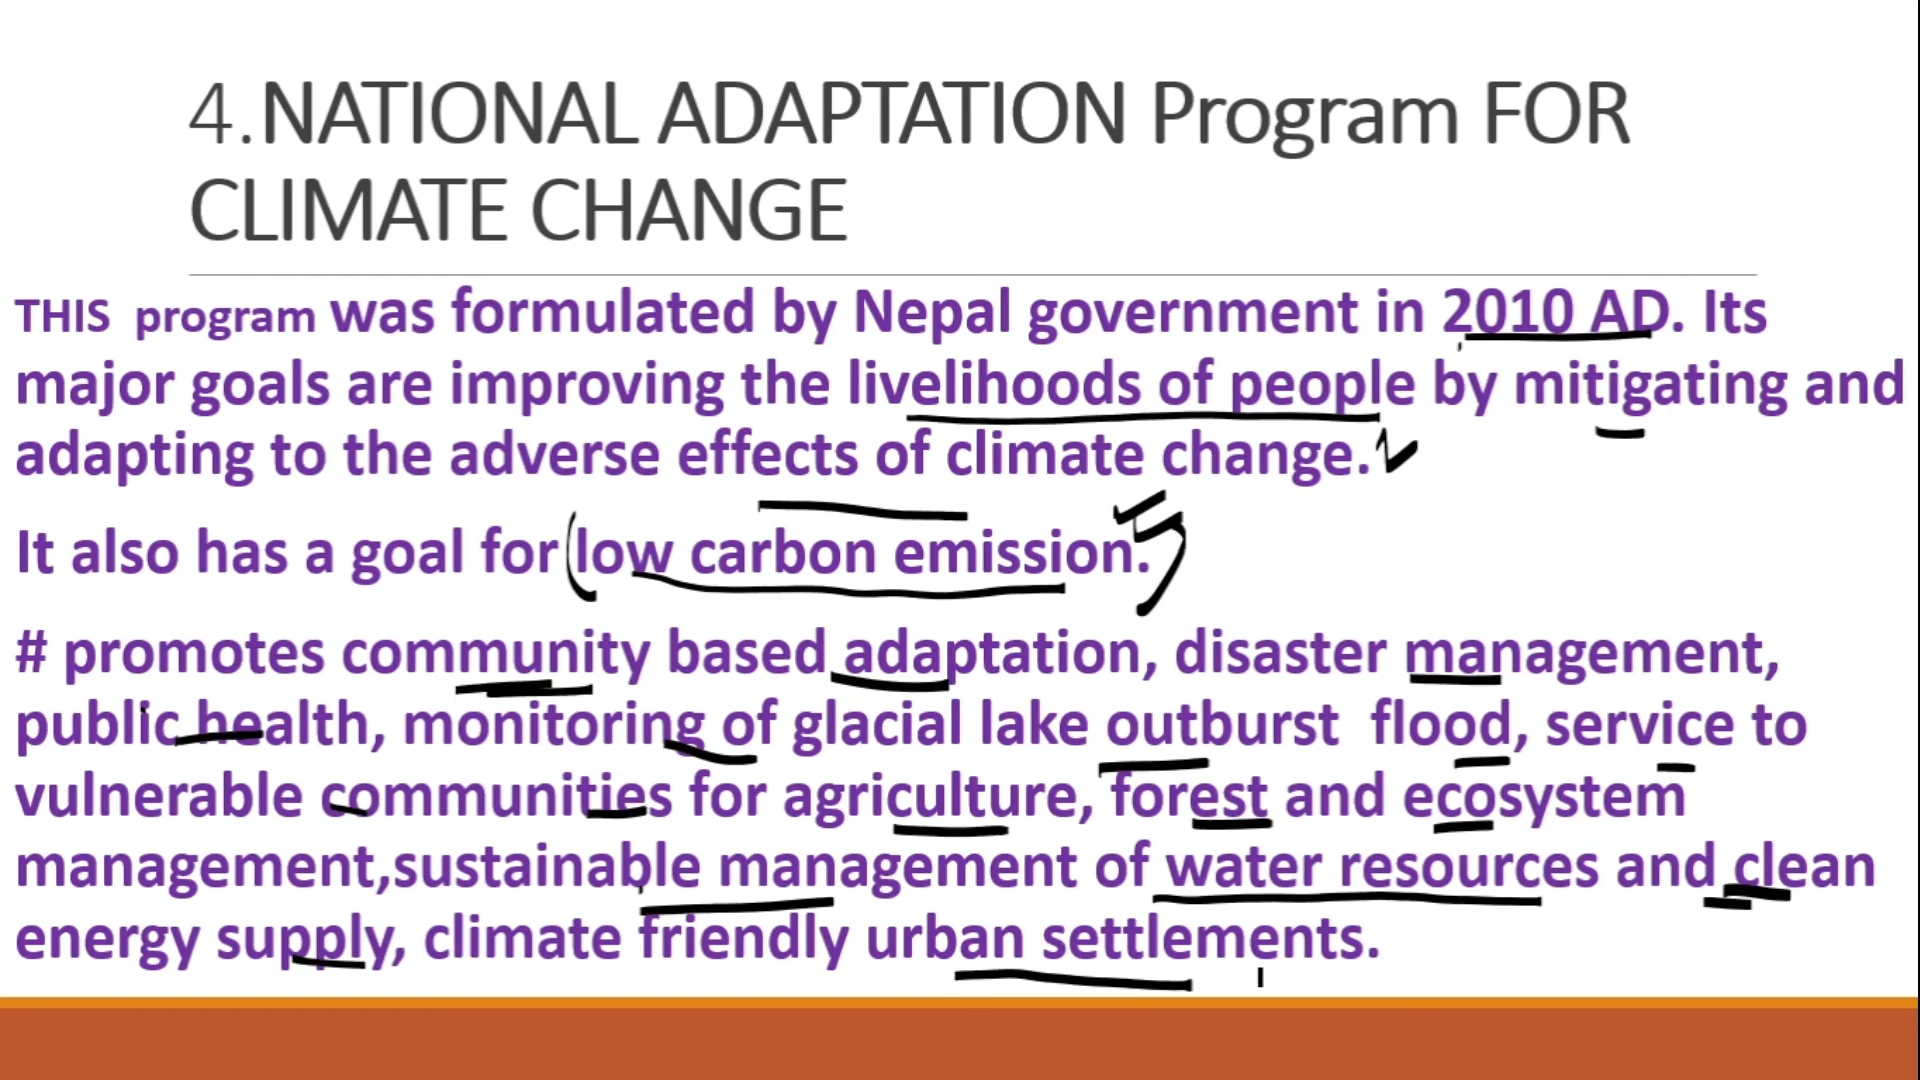 4.NATIONAL ADAPTATION Program FOR
CLIMATE CHANGE
THIS program was formulated by Nepal government in 2010 AD. Its
major goals are improving the livelihoods of people by mitigating and
adapting to the adverse effects of climate change.
It also has a goal for low carbon emission.
# promotes community based adaptation, disaster management,
public health, monitoring of glacial lake outburst flood, service to
vulnerable communities for agriculture, forest and ecosystem
management,sustainable management of water resources and clean
energy supply, climate friendly urban settlements.